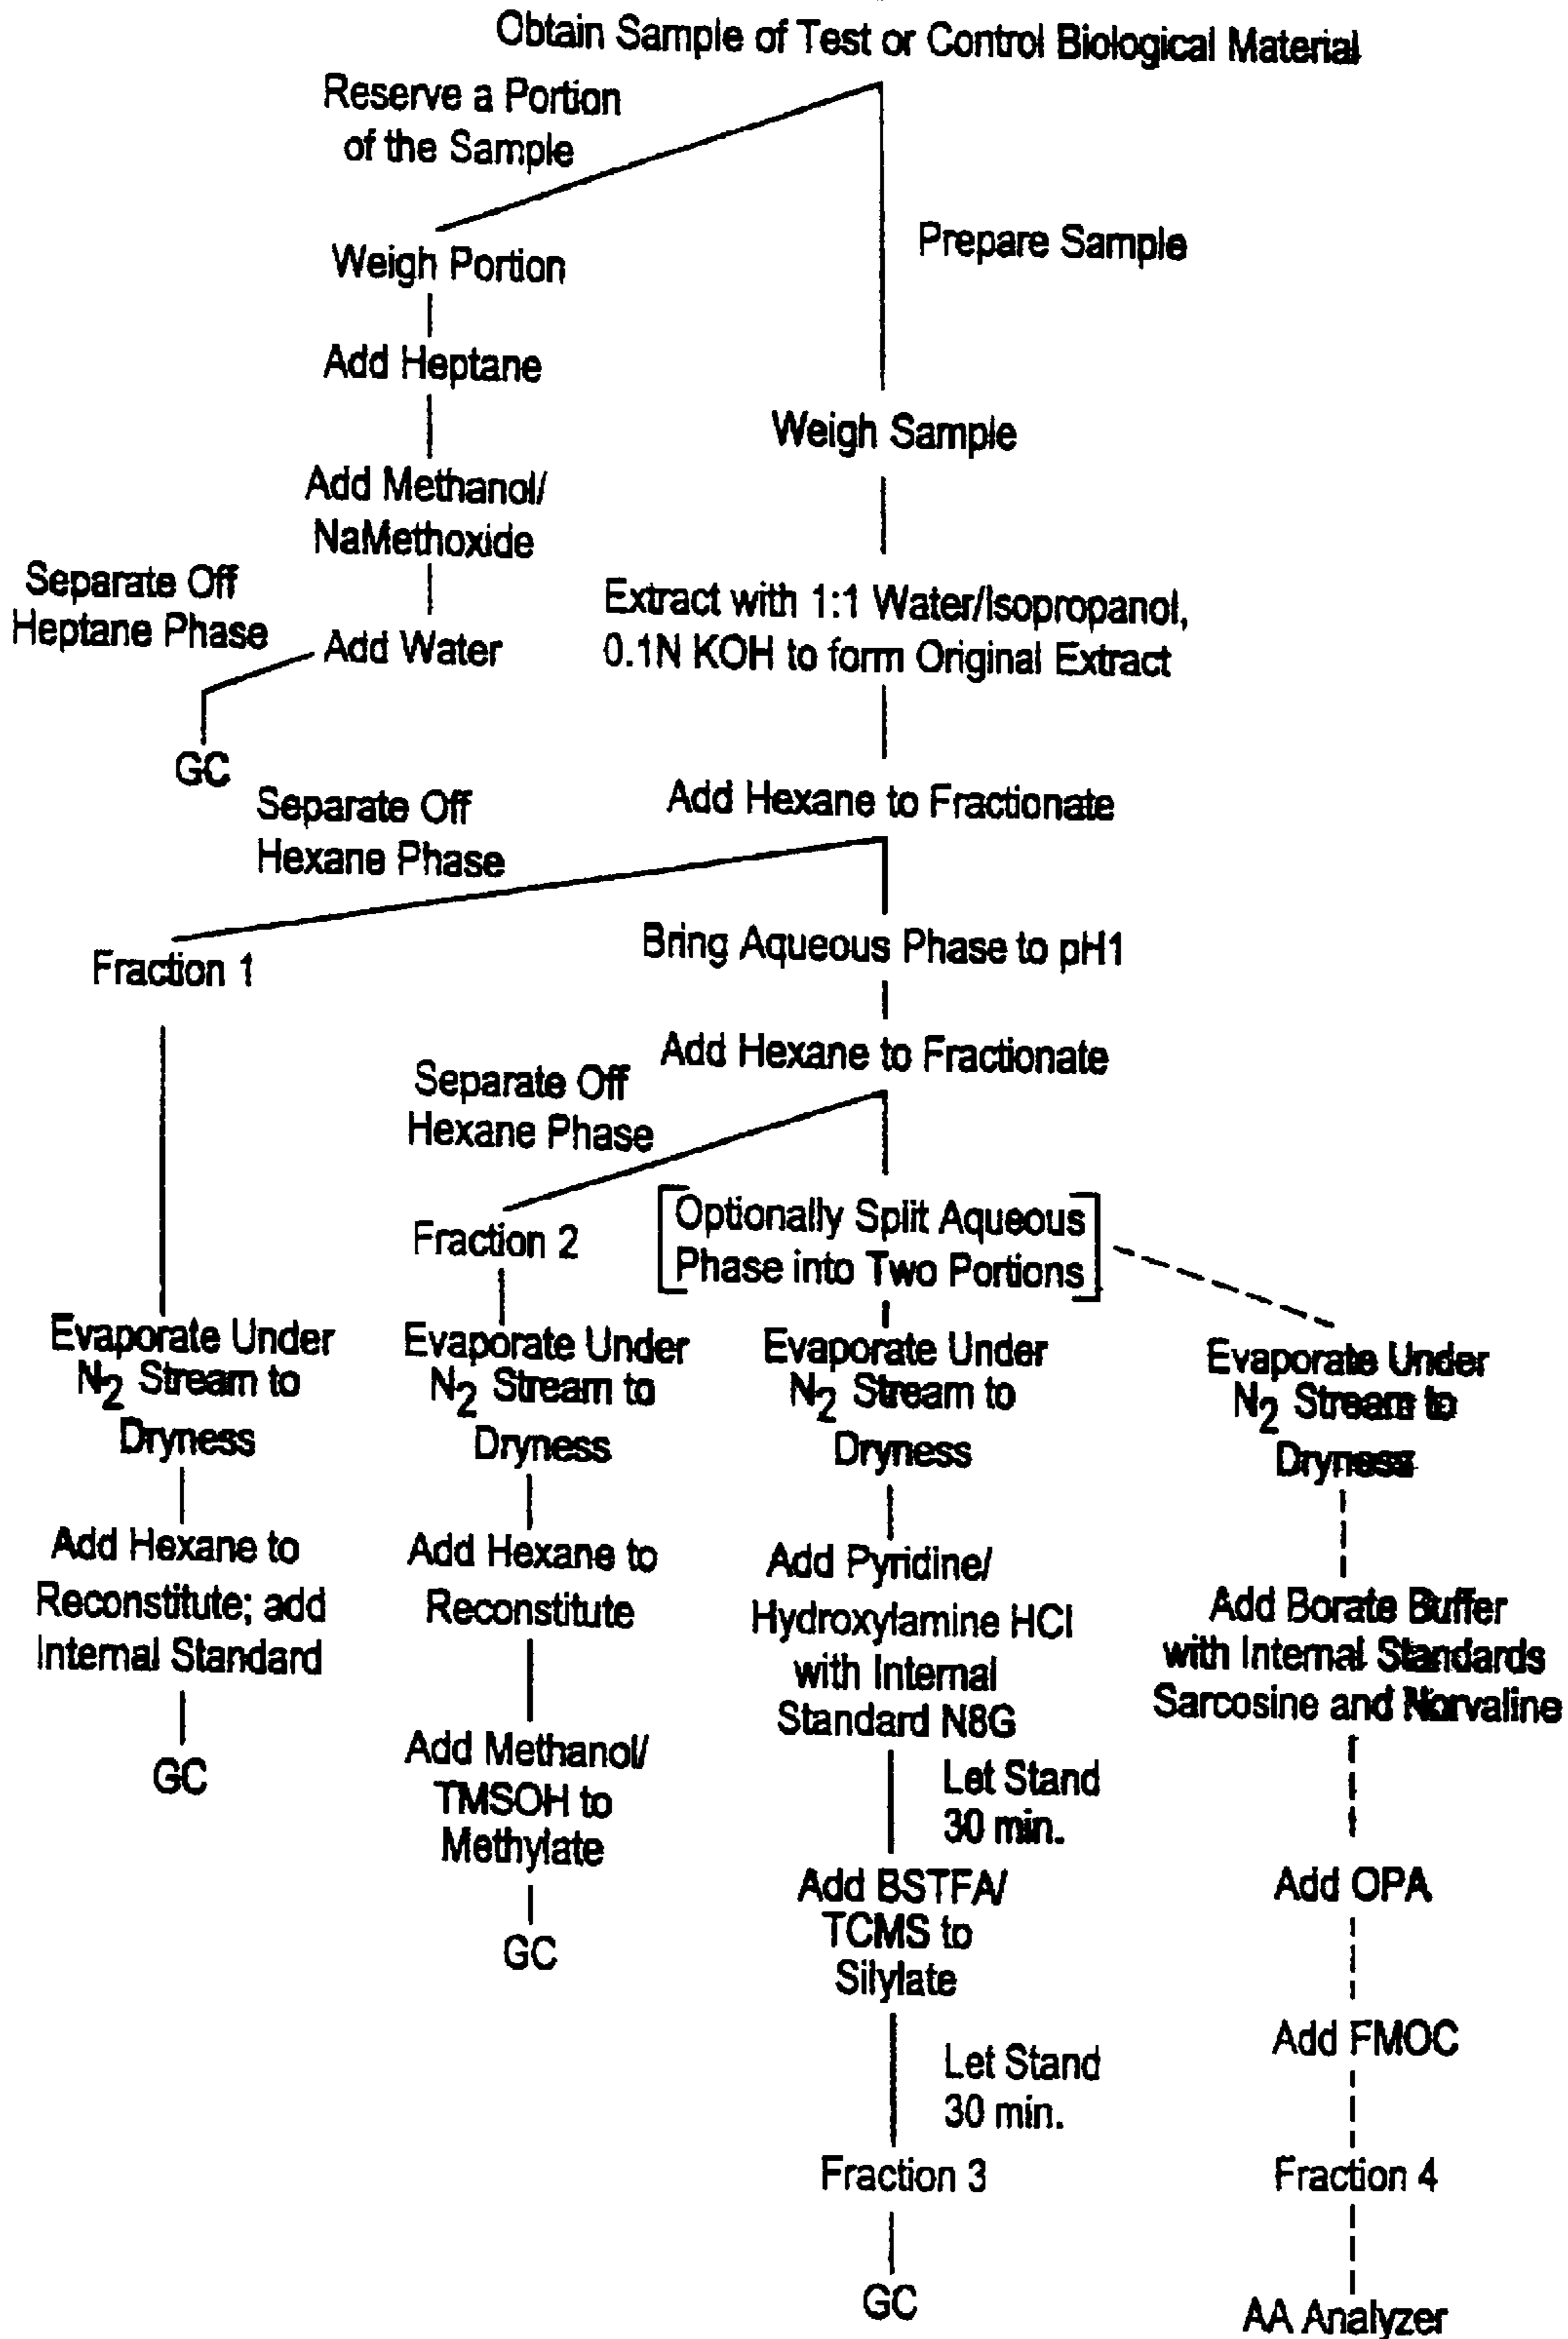 Obtain Sample of Test or Control Biological Material
Reserve a Portion
of the Sample
Prepare Sample
Weigh Portion
Add Heptane
Weigh Sample
Add Methanol/
NaMethoxide
Separate Off
Heptane Phase
Add Water
Extract with 1:1 Water/Isopropanol,
0.1N KOH to form Original Extract
GC
Separate Off
Hexane Phase
Add Hexane to Fractionate
Fraction 1
Bring Aqueous Phase to pH1
Add Hexane to Fractionate
Separate Off
Hexane Phase
Fraction 2
Optionally Split Aqueous
Phase into Two Portions
Evaporate Under
N2 Stream to
Dryness
Add Hexane to
Reconstitute; add
Internal Standard
GC
Evaporate Under
N2 Stream to
Dryness
Add Hexane to
Reconstitute
Add Methanol/
TMSOH to
Methylate
GC
Evaporate Under
N2 Stream to
Dryness
Add Pyridine/
Hydroxylamine HCl
with Internal
Standard N8G
Let Stand
30 min.
Add BSTFA/
TCMS to
Silylate
Let Stand
30 min.
Fraction 3
GC
Evaporate Under
N2 Stream to
Dryness
Add Borate Buffer
with Internal Standards
Sarcosine and Norvaline
Add OPA
Add FMOC
Fraction 4
AA Analyzer